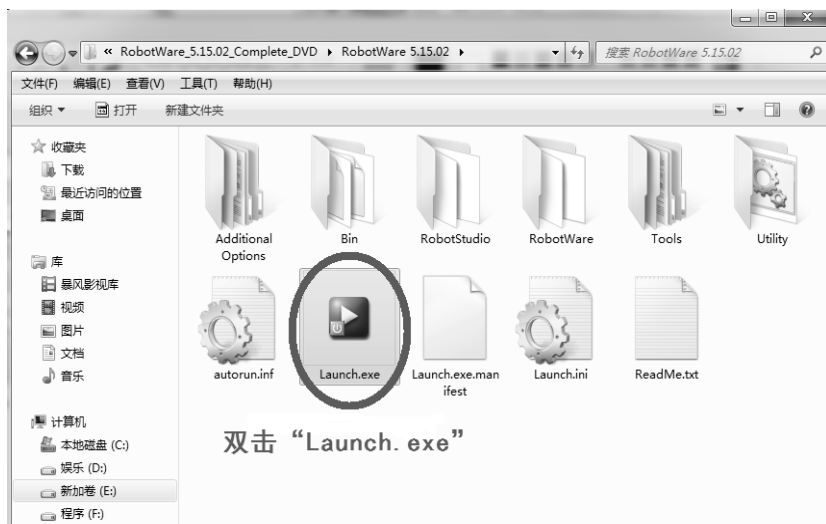 « RobotWare_5.15.02_Complete_DVD ▸ RobotWare 5.15.02 ▸
搜索 RobotWare 5.15.02
文件(F) 编辑(E) 查看(V) 工具(T) 帮助(H)
组织 打开 新建文件夹
收藏夹
下载
最近访问的位置
桌面
库
暴风影视库
视频
图片
文档
音乐
计算机
本地磁盘 (C:)
娱乐 (D:)
新加卷 (E:)
程序 (F:)
Additional
Options
Bin
RobotStudio
RobotWare
Tools
Utility
autorun.inf
Launch.exe
Launch.exe.man
ifest
Launch.ini
ReadMe.txt
双击“Launch. exe”